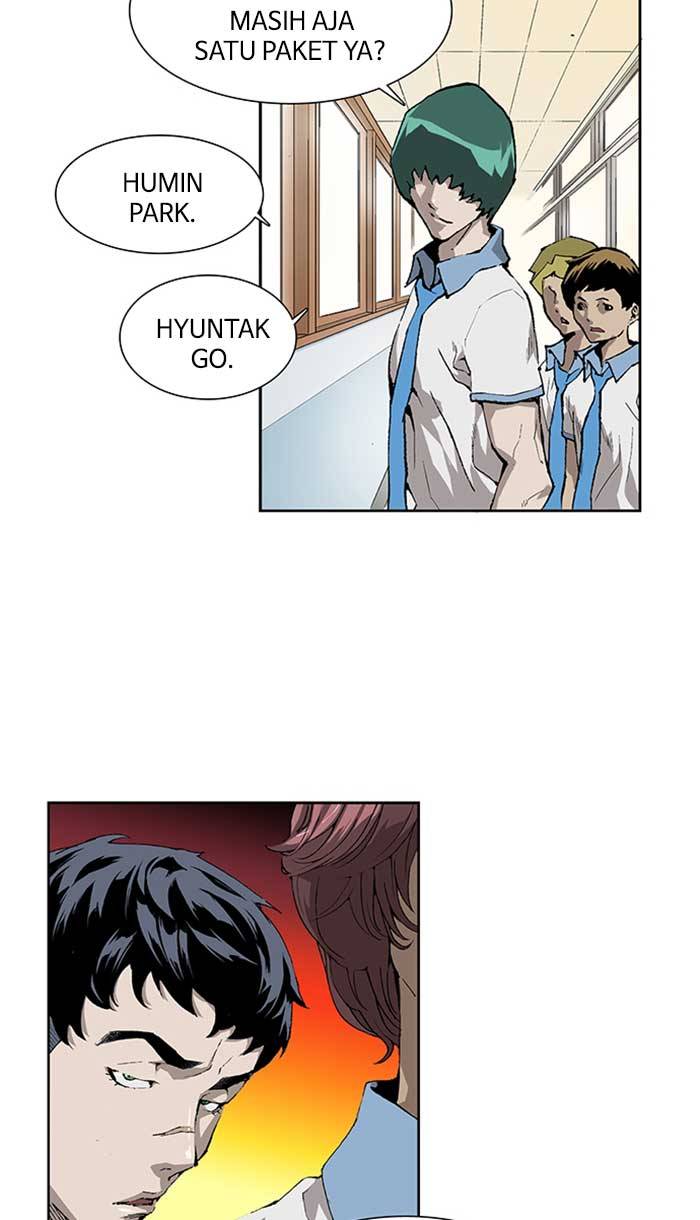 MASIH AJA
SATU PAKET YA?
HUMIN
PARK.
HYUNTAK
GO.